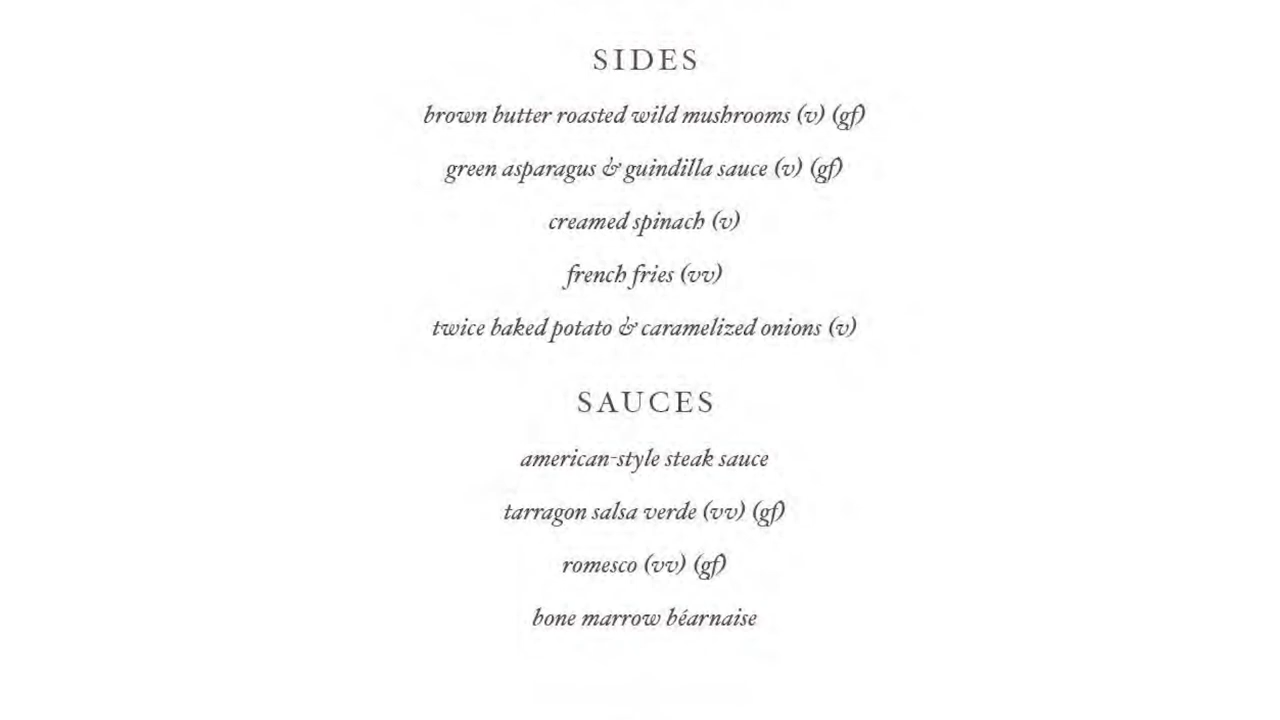 SIDES
brown butter roasted wild mushrooms (v) (gf)
green asparagus & guindilla sauce (v) (gf)
creamed spinach (v)
french fries (vv)
twice baked potato & caramelized onions (v)
SAUCES
american-style steak sauce
tarragon salsa verde (vv) (gf)
romesco (vv) (gf)
bone marrow béarnaise